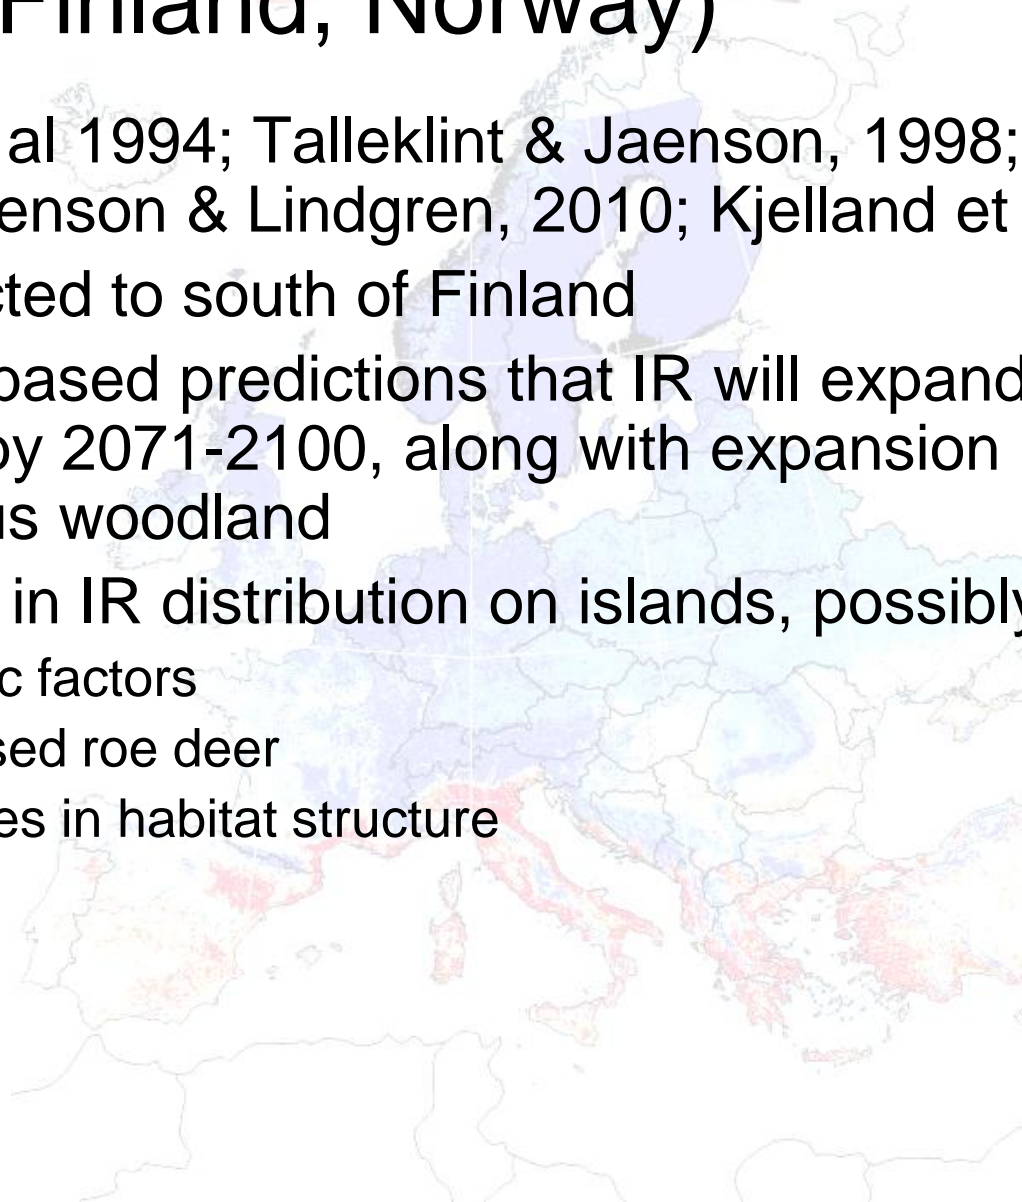 Finland, Norway)
al 1994; Talleklint & Jaenson, 1998;
enson & Lindgren, 2010; Kjelland et
cted to south of Finland
based predictions that IR will expand
by 2071-2100, along with expansion
us woodland
in IR distribution on islands, possibly
c factors
sed roe deer
es in habitat structure